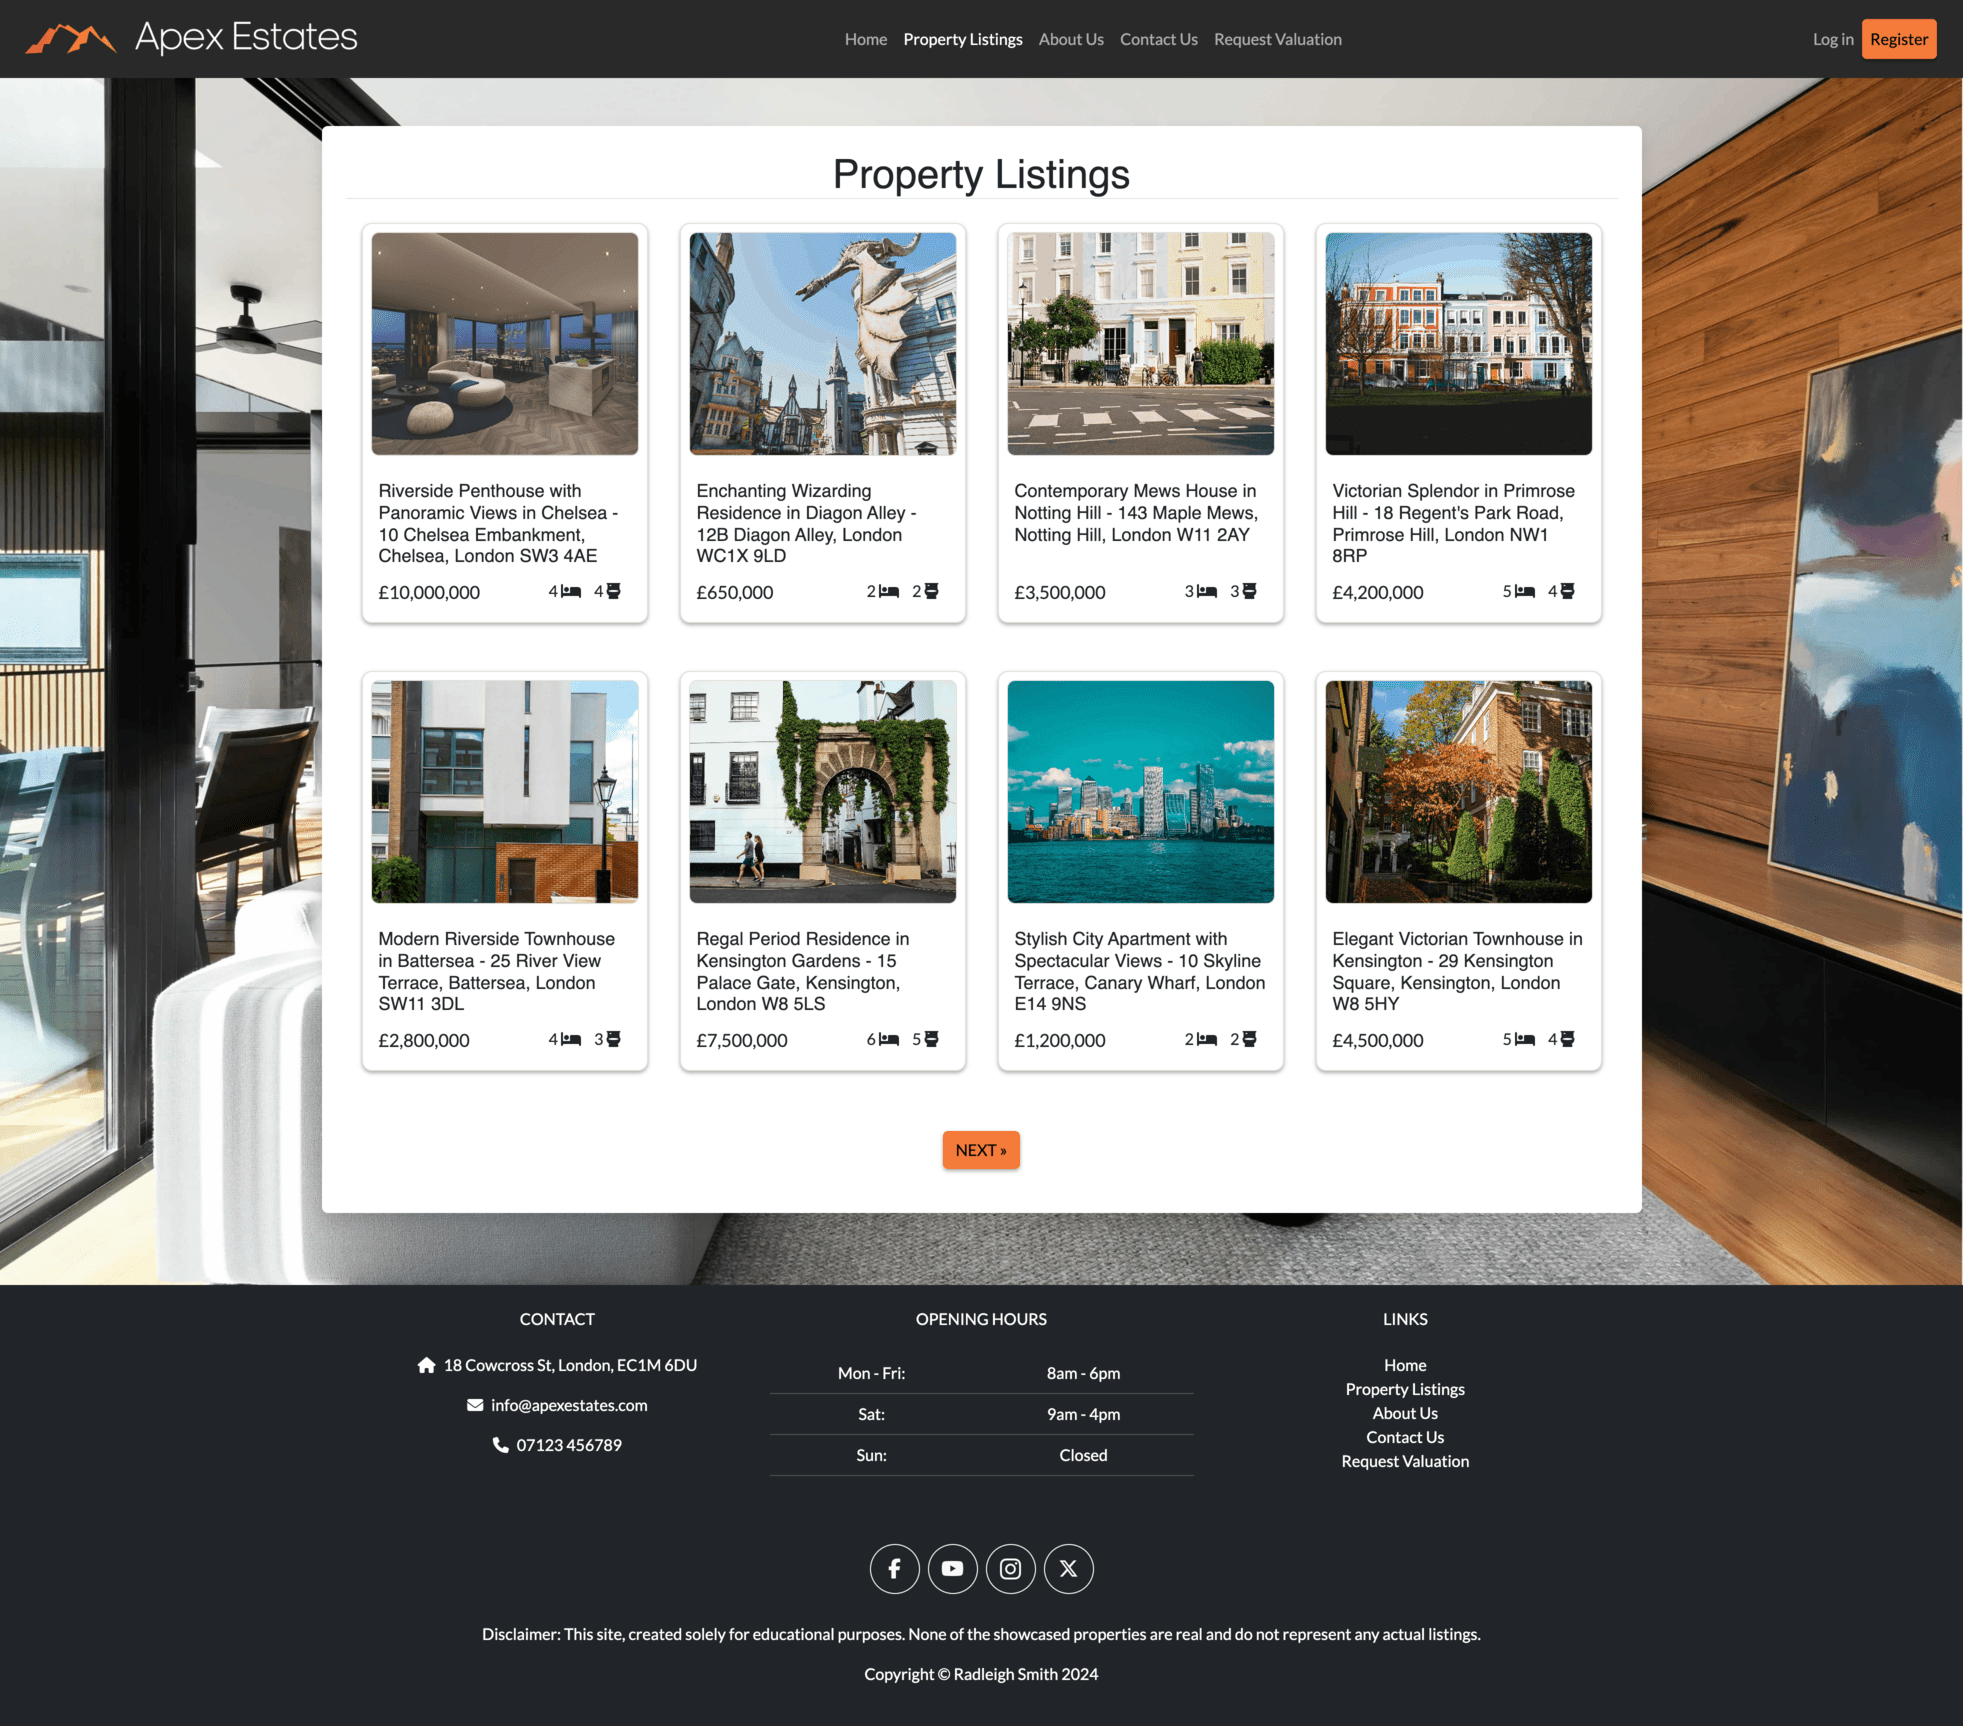 Apex Estates
Home Property Listings About Us Contact Us Request Valuation
Log in Register
Property Listings
Riverside Penthouse with
Panoramic Views in Chelsea -
10 Chelsea Embankment,
Chelsea, London SW3 4AE
£10,000,000 4 4
Enchanting Wizarding
Residence in Diagon Alley -
12B Diagon Alley, London
WC1X 9LD
£650,000 2 2
Contemporary Mews House in
Notting Hill - 143 Maple Mews,
Notting Hill, London W11 2AY
£3,500,000 3 3
Victorian Splendor in Primrose
Hill - 18 Regent's Park Road,
Primrose Hill, London NW1
8RP
£4,200,000 5 4
Modern Riverside Townhouse
in Battersea - 25 River View
Terrace, Battersea, London
SW11 3DL
£2,800,000 4 3
Regal Period Residence in
Kensington Gardens - 15
Palace Gate, Kensington,
London W8 5LS
£7,500,000 6 5
Stylish City Apartment with
Spectacular Views - 10 Skyline
Terrace, Canary Wharf, London
E14 9NS
£1,200,000 2 2
Elegant Victorian Townhouse in
Kensington - 29 Kensington
Square, Kensington, London
W8 5HY
£4,500,000 5 4
NEXT »
CONTACT
18 Cowcross St, London, EC1M 6DU
info@apexestates.com
07123 456789
OPENING HOURS
Mon - Fri: 8am - 6pm
Sat: 9am - 4pm
Sun: Closed
LINKS
Home
Property Listings
About Us
Contact Us
Request Valuation
Disclaimer: This site, created solely for educational purposes. None of the showcased properties are real and do not represent any actual listings.
Copyright © Radleigh Smith 2024